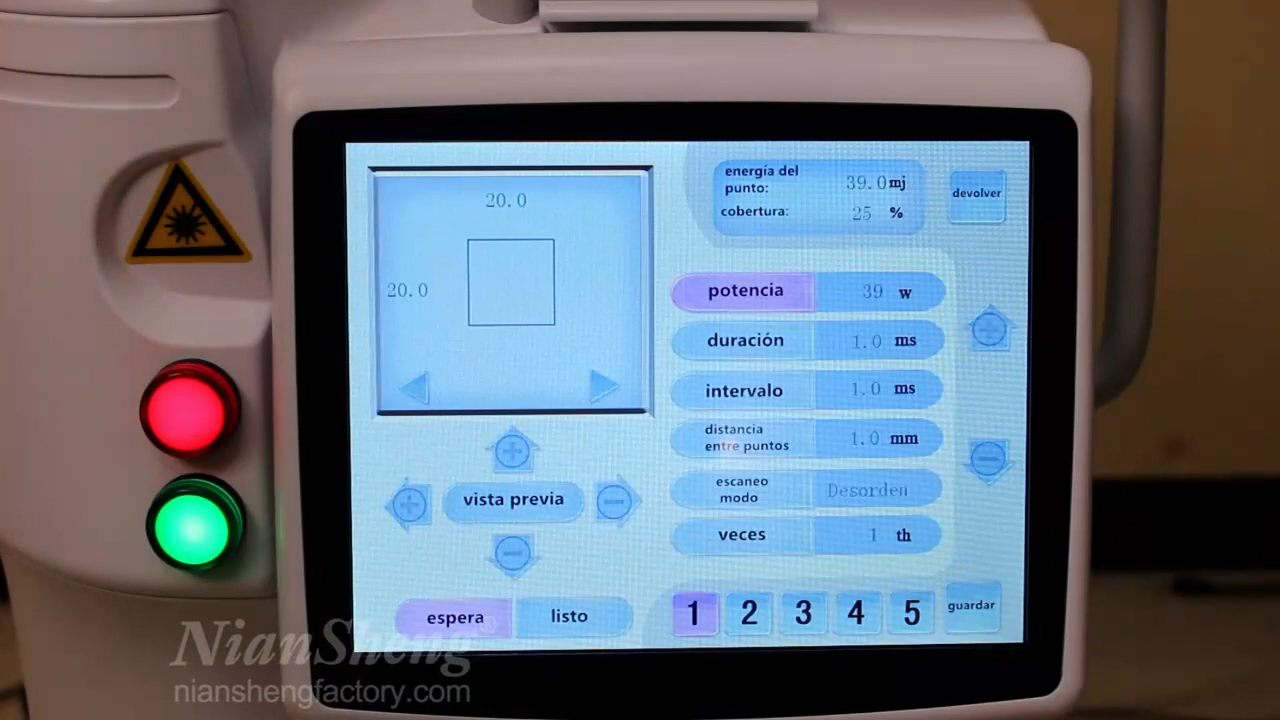 20.0
20.0
energía del
punto: 39.0 mj
cobertura: 25 %
devolver
potencia 39 w
duración 1.0 ms
intervalo 1.0 ms
distancia
entre puntos 1.0 mm
escaneo
modo Desorden
veces 1 th
vista previa
espera listo
1 2 3 4 5 guardar
NianSheng®
nianshengfactory.com